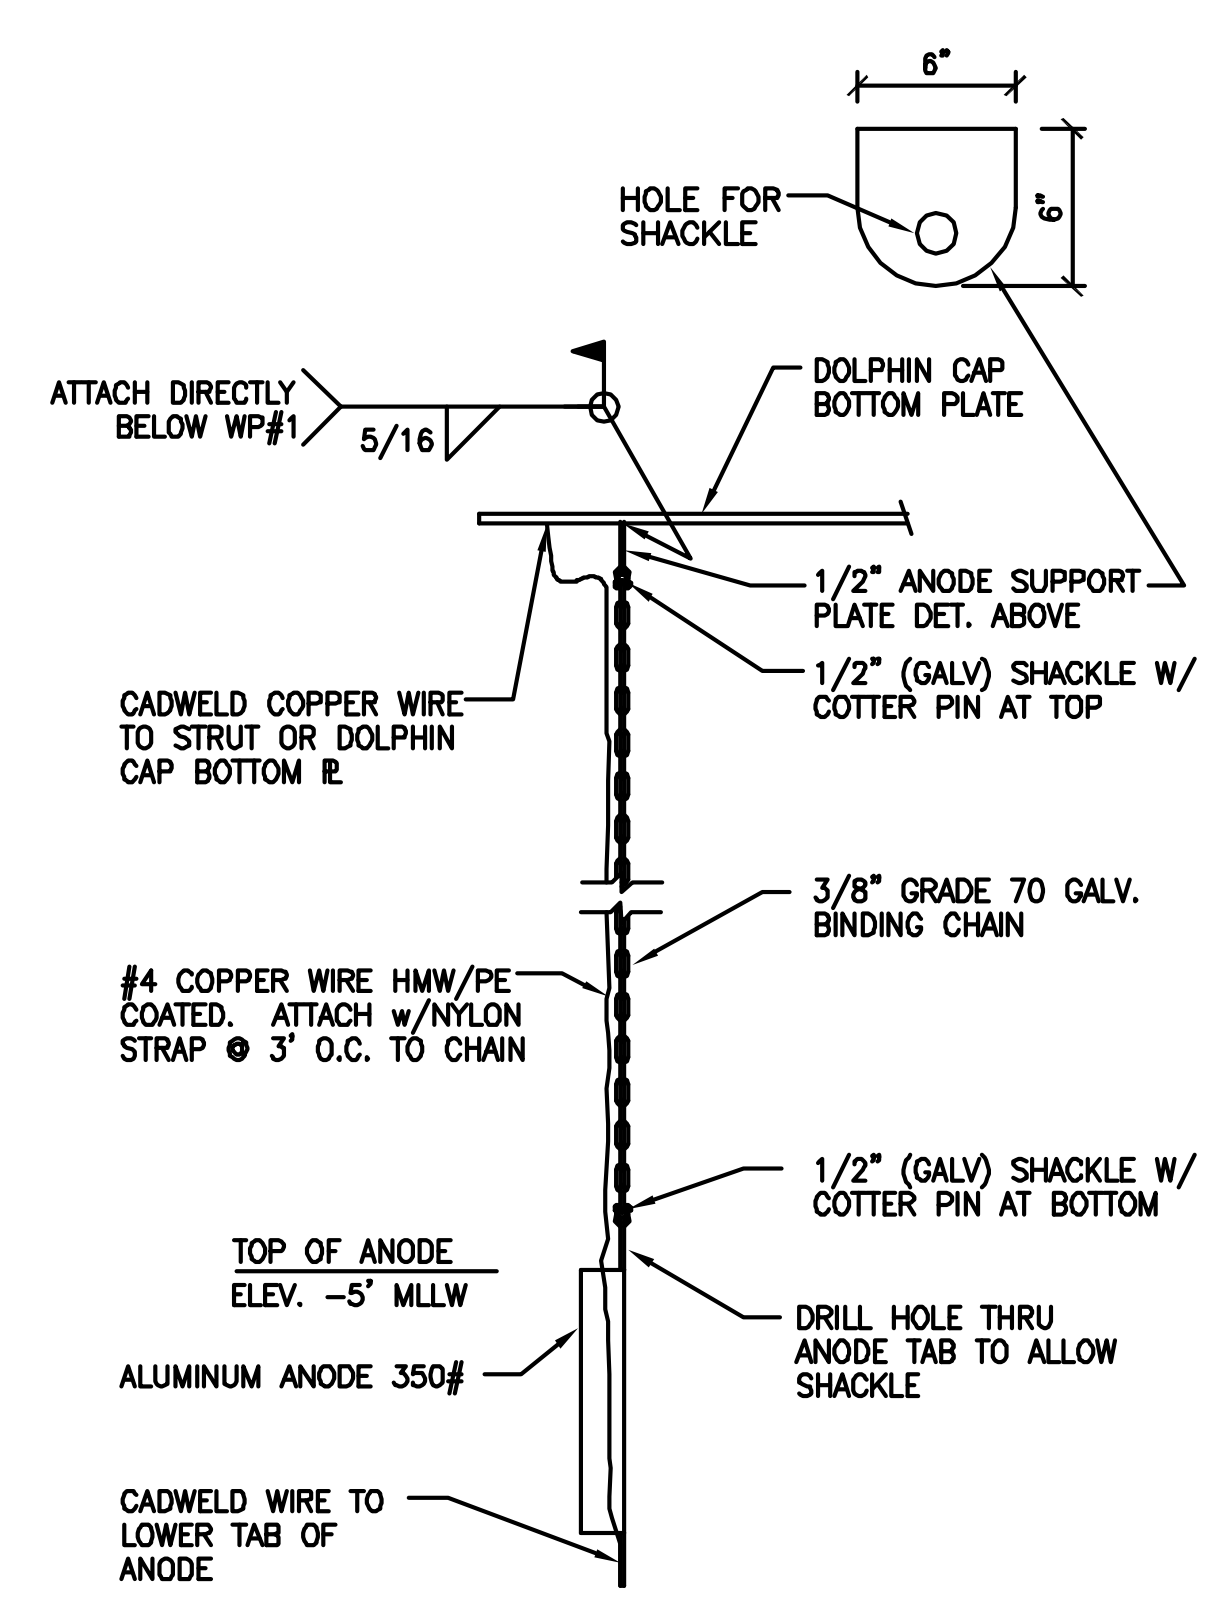 6"
6"
HOLE FOR
SHACKLE
ATTACH DIRECTLY
BELOW WP#1
5/16
DOLPHIN CAP
BOTTOM PLATE
1/2" ANODE SUPPORT
PLATE DET. ABOVE
1/2" (GALV) SHACKLE W/
COTTER PIN AT TOP
CADWELD COPPER WIRE
TO STRUT OR DOLPHIN
CAP BOTTOM ℄
3/8" GRADE 70 GALV.
BINDING CHAIN
#4 COPPER WIRE HMW/PE
COATED. ATTACH w/NYLON
STRAP @ 3' O.C. TO CHAIN
1/2" (GALV) SHACKLE W/
COTTER PIN AT BOTTOM
TOP OF ANODE
ELEV. -5' MLLW
DRILL HOLE THRU
ANODE TAB TO ALLOW
SHACKLE
ALUMINUM ANODE 350#
CADWELD WIRE TO
LOWER TAB OF
ANODE